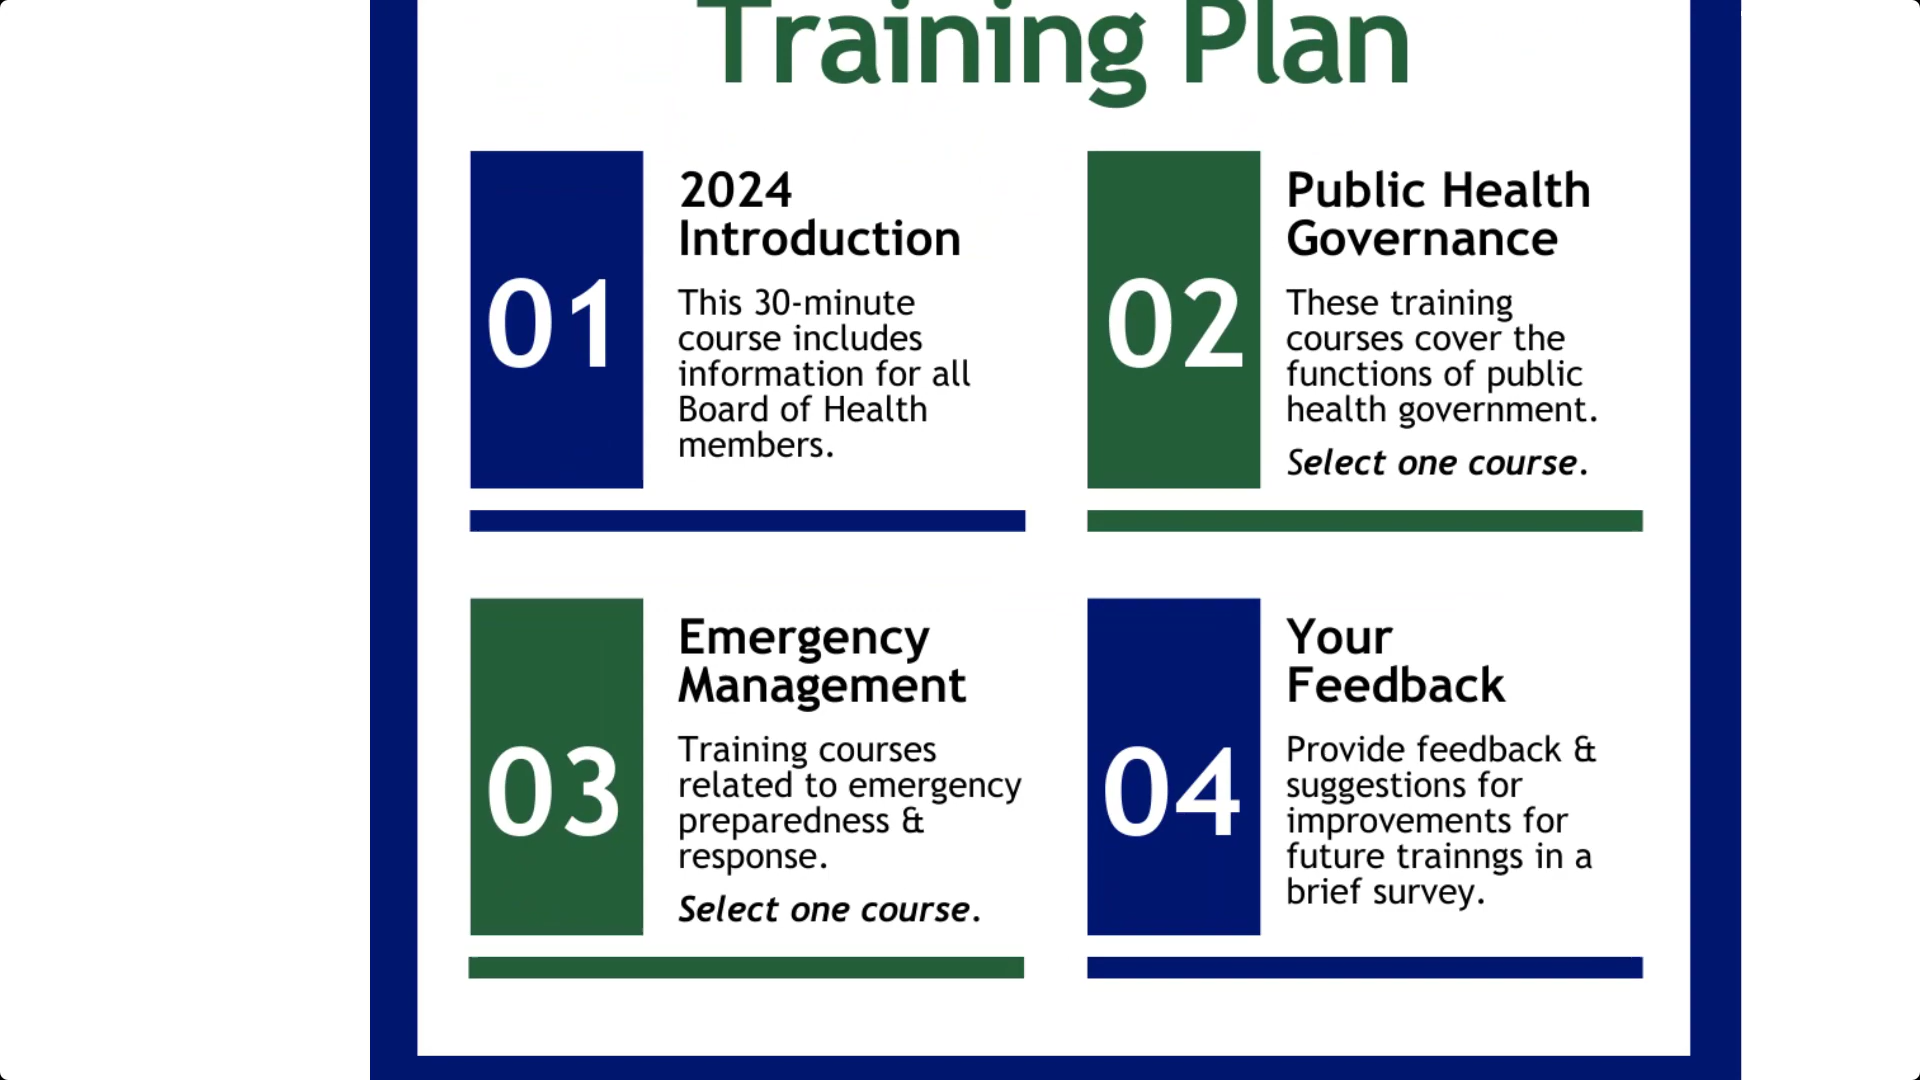 Training Plan
01
2024
Introduction
This 30-minute
course includes
information for all
Board of Health
members.
02
Public Health
Governance
These training
courses cover the
functions of public
health government.
Select one course.
03
Emergency
Management
Training courses
related to emergency
preparedness &
response.
Select one course.
04
Your
Feedback
Provide feedback &
suggestions for
improvements for
future trainngs in a
brief survey.